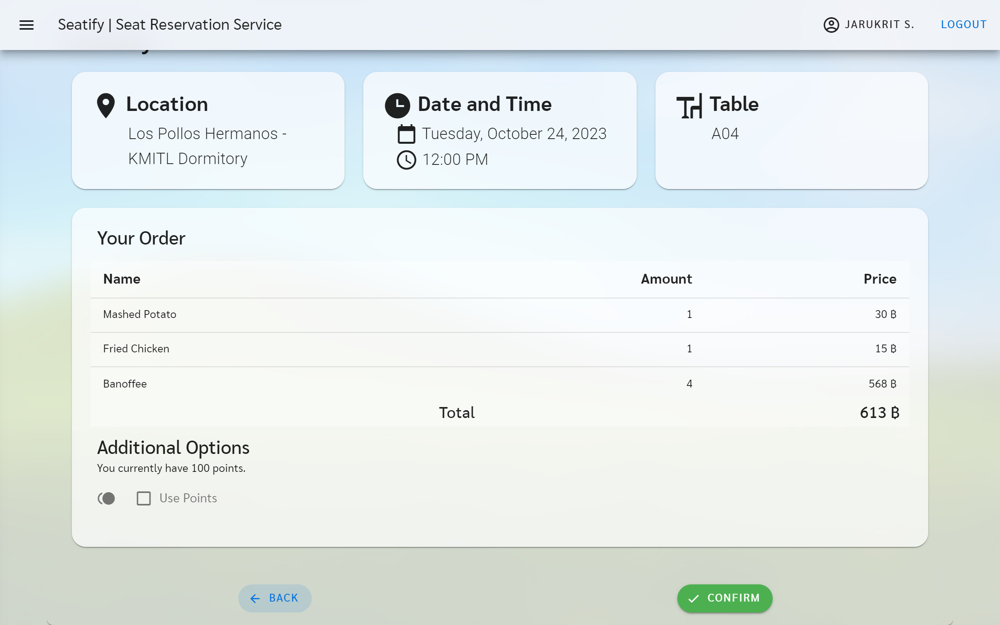 Seatify | Seat Reservation Service
JARUKRIT S.
LOGOUT
Location
Los Pollos Hermanos -
KMITL Dormitory
Date and Time
Tuesday, October 24, 2023
12:00 PM
Table
A04
Your Order
Name Amount Price
Mashed Potato 1 30 ฿
Fried Chicken 1 15 ฿
Banoffee 4 568 ฿
Total 613 ฿
Additional Options
You currently have 100 points.
Use Points
BACK
CONFIRM